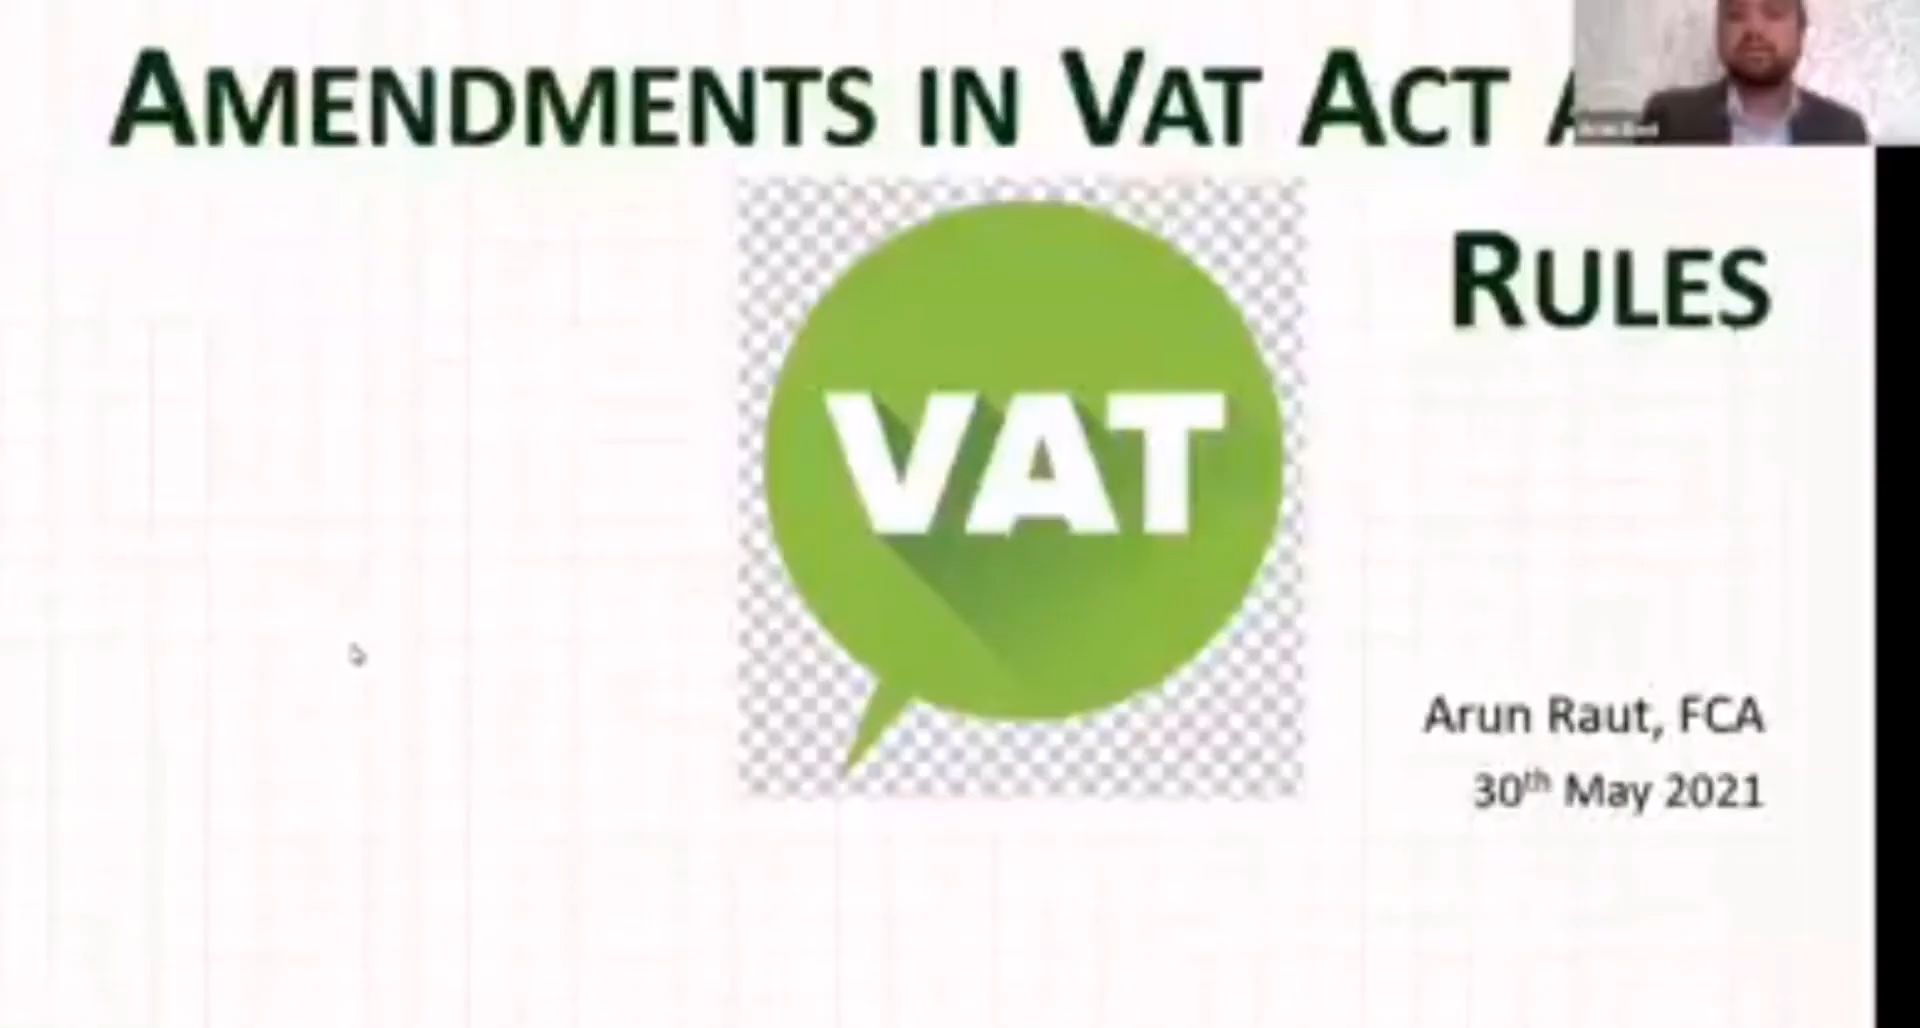 AMENDMENTS IN VAT ACT A
RULES
VAT
Arun Raut, FCA
30th May 2021